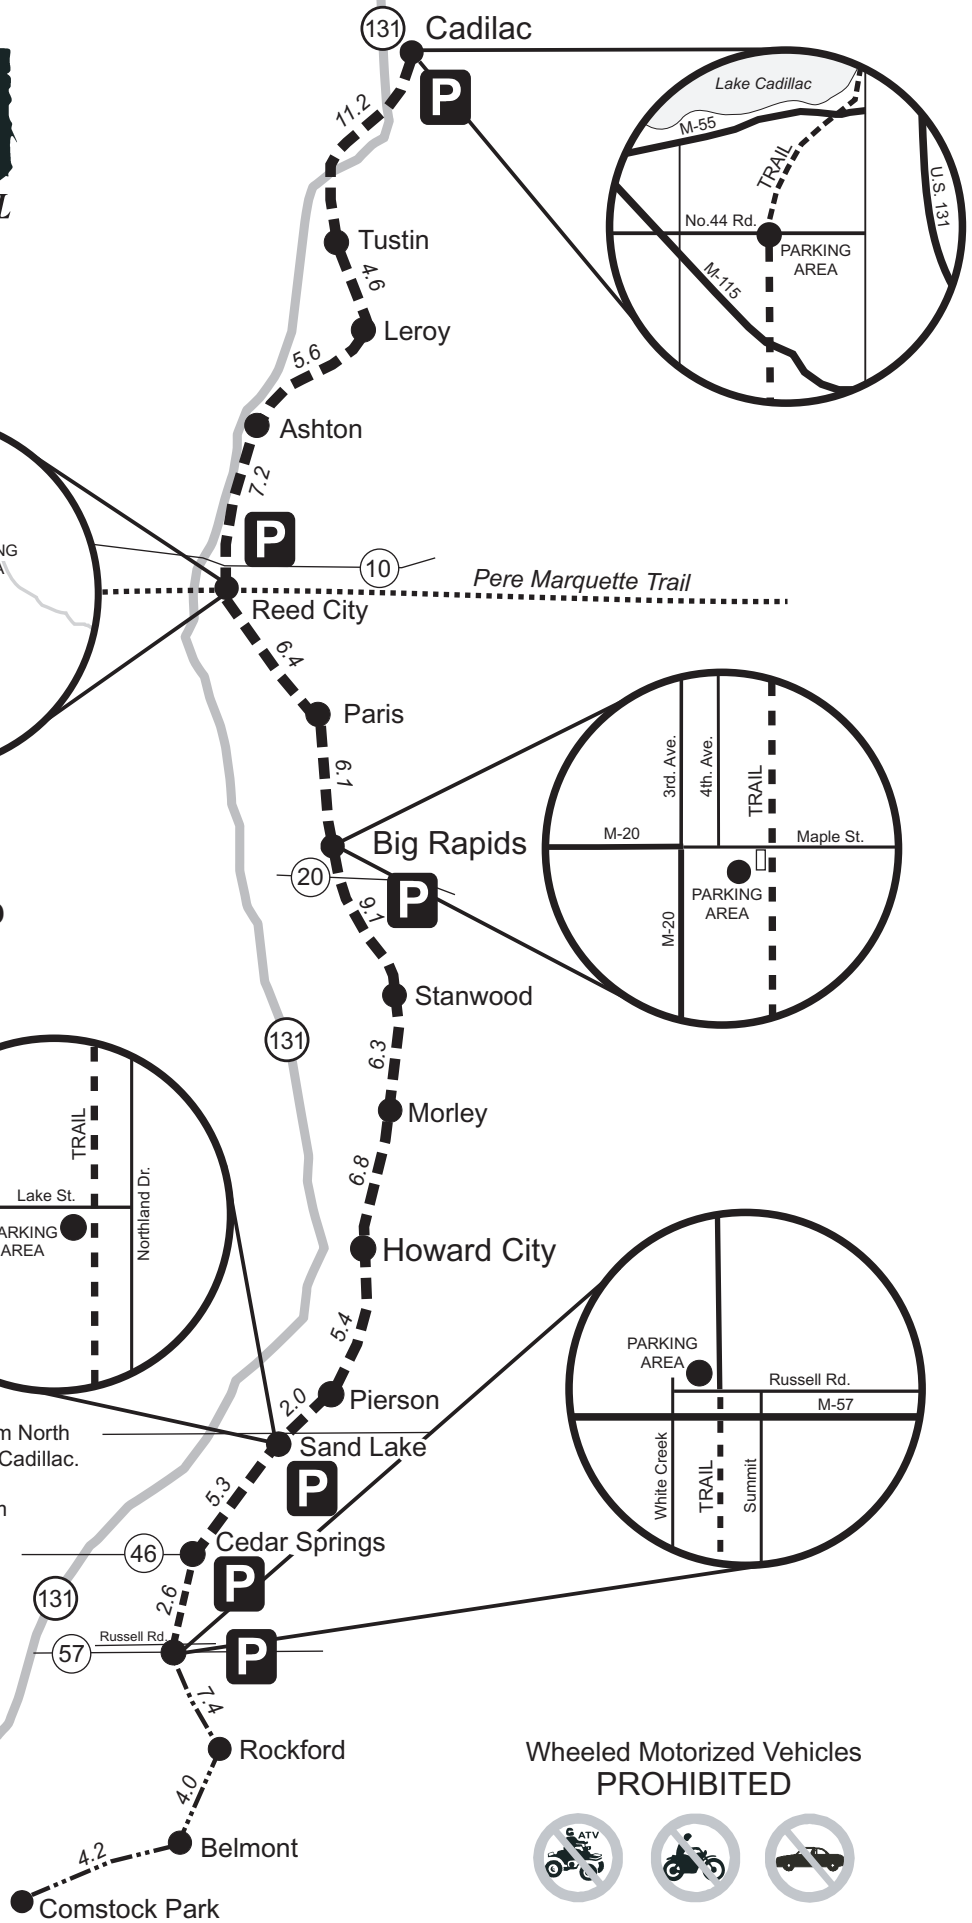 131
Cadilac
P
11.2
Lake Cadillac
M-55
TRAIL
U.S. 131
No.44 Rd.
PARKING
AREA
M-115
L
Tustin
4.6
Leroy
5.6
Ashton
7.2
P
10
Pere Marquette Trail
NG
A
Reed City
6.4
Paris
6.1
Big Rapids
20
P
9.1
3rd. Ave.
4th. Ave.
TRAIL
M-20
Maple St.
PARKING
AREA
M-20
Stanwood
131
6.3
Morley
6.8
TRAIL
Lake St.
Northland Dr.
ARKING
AREA
Howard City
5.4
Pierson
2.0
PARKING
AREA
Russell Rd.
M-57
White Creek
TRAIL
Summit
m North
Cadillac.
m
Sand Lake
P
5.3
Cedar Springs
46
P
131
2.6
Russell Rd.
57
P
7.4
Rockford
4.0
Belmont
4.2
Comstock Park
Wheeled Motorized Vehicles
PROHIBITED
ATV